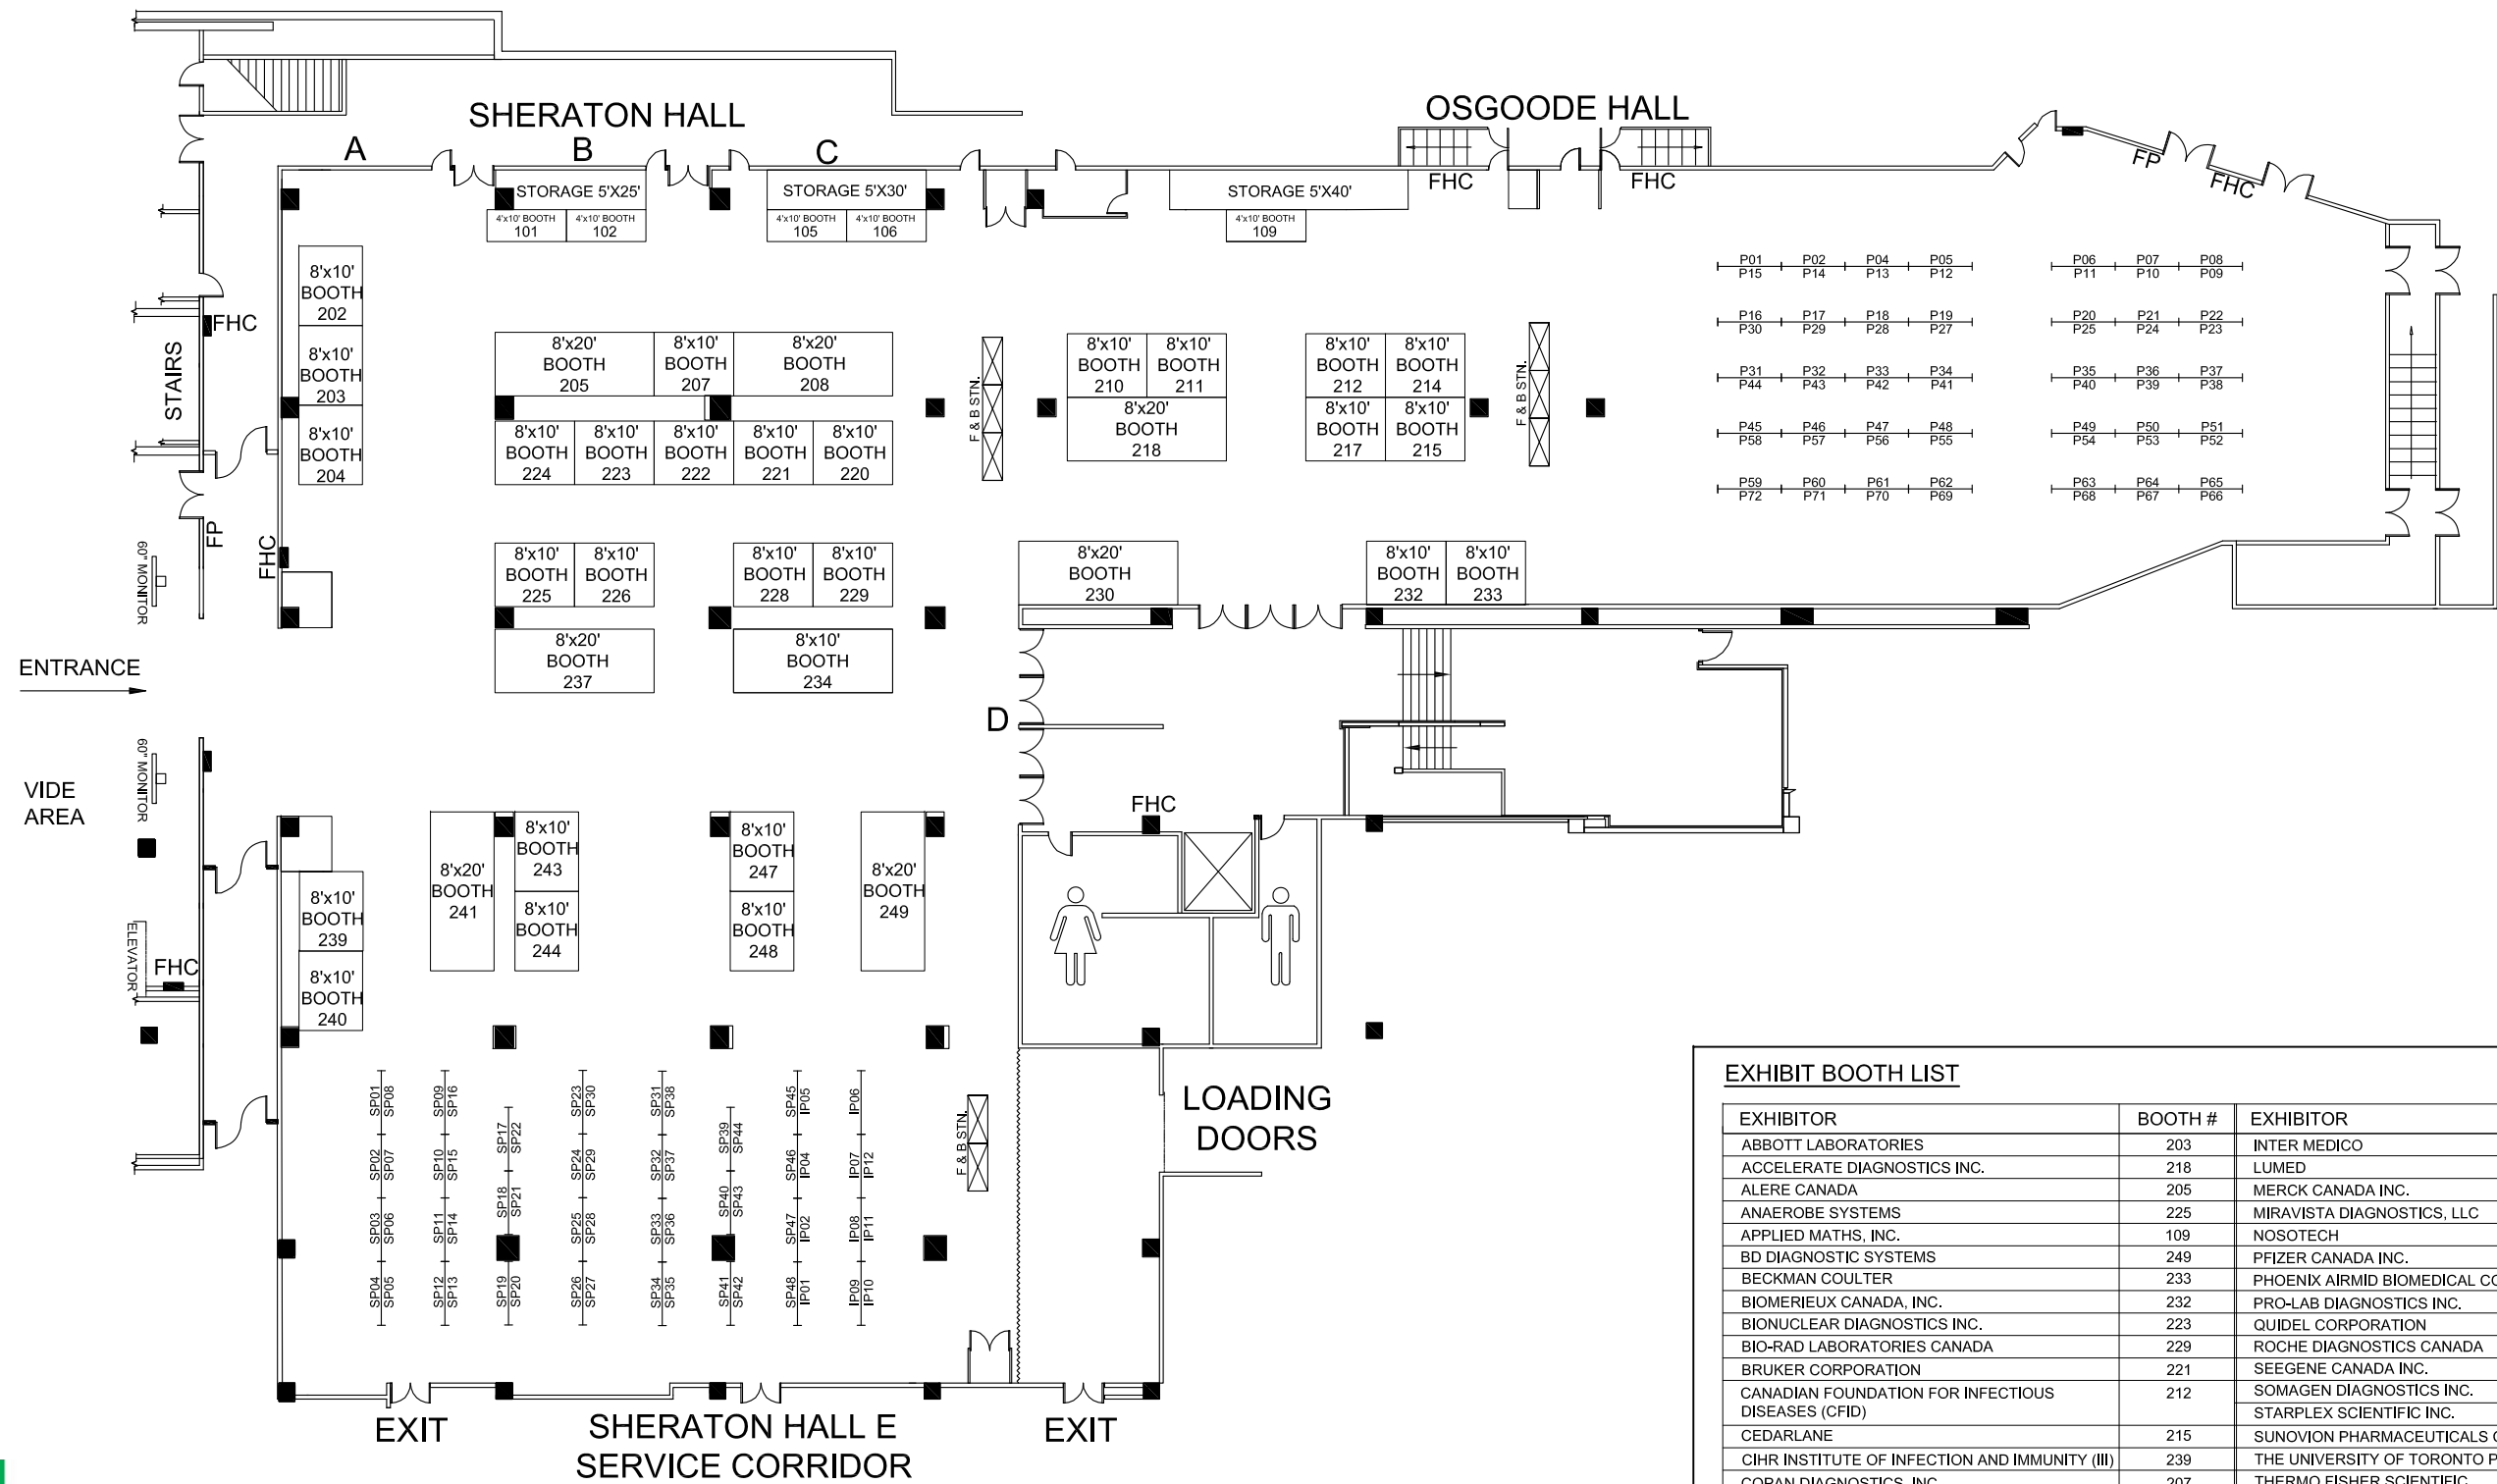 SHERATON HALL
OSGOODE HALL
A
B
C
FP
FHC
FHC
FHC
STORAGE 5'X25'
STORAGE 5'X30'
STORAGE 5'X40'
4'x10' BOOTH
101
4'x10' BOOTH
102
4'x10' BOOTH
105
4'x10' BOOTH
106
4'x10' BOOTH
109
8'x10'
BOOTH
202
8'x10'
BOOTH
203
8'x10'
BOOTH
204
FHC
STAIRS
FP
FHC
8'x20'
BOOTH
205
8'x10'
BOOTH
207
8'x20'
BOOTH
208
8'x10'
BOOTH
224
8'x10'
BOOTH
223
8'x10'
BOOTH
222
8'x10'
BOOTH
221
8'x10'
BOOTH
220
F & B STN.
8'x10'
BOOTH
210
8'x10'
BOOTH
211
8'x20'
BOOTH
218
8'x10'
BOOTH
212
8'x10'
BOOTH
214
8'x10'
BOOTH
217
8'x10'
BOOTH
215
F & B STN.
P01 P02 P04 P05 P06 P07 P08
P15 P14 P13 P12 P11 P10 P09
P16 P17 P18 P19 P20 P21 P22
P30 P29 P28 P27 P25 P24 P23
P31 P32 P33 P34 P35 P36 P37
P44 P43 P42 P41 P40 P39 P38
P45 P46 P47 P48 P49 P50 P51
P58 P57 P56 P55 P54 P53 P52
P59 P60 P61 P62 P63 P64 P65
P72 P71 P70 P69 P68 P67 P66
60" MONITOR
8'x10'
BOOTH
225
8'x10'
BOOTH
226
8'x10'
BOOTH
228
8'x10'
BOOTH
229
8'x20'
BOOTH
230
8'x10'
BOOTH
232
8'x10'
BOOTH
233
8'x20'
BOOTH
237
8'x10'
BOOTH
234
ENTRANCE
D
60" MONITOR
VIDE
AREA
FHC
8'x10'
BOOTH
239
8'x10'
BOOTH
240
8'x20'
BOOTH
241
8'x10'
BOOTH
243
8'x10'
BOOTH
244
8'x10'
BOOTH
247
8'x10'
BOOTH
248
8'x20'
BOOTH
249
ELEVATOR
FHC
SP01 SP02 SP03 SP04
SP08 SP07 SP06 SP05
SP09 SP10 SP11 SP12
SP16 SP15 SP14 SP13
SP17 SP18 SP19
SP22 SP21 SP20
SP23 SP24 SP25 SP26
SP30 SP29 SP28 SP27
SP31 SP32 SP33 SP34
SP38 SP37 SP36 SP35
SP39 SP40 SP41
SP44 SP43 SP42
SP45 SP46 SP47 SP48
IP05 IP04 IP02 IP01
IP06 IP07 IP08 IP09
IP12 IP11 IP10
F & B STN.
LOADING
DOORS
EXIT
SHERATON HALL E
SERVICE CORRIDOR
EXIT
EXHIBIT BOOTH LIST
EXHIBITOR BOOTH # EXHIBITOR
ABBOTT LABORATORIES 203 INTER MEDICO
ACCELERATE DIAGNOSTICS INC. 218 LUMED
ALERE CANADA 205 MERCK CANADA INC.
ANAEROBE SYSTEMS 225 MIRAVISTA DIAGNOSTICS, LLC
APPLIED MATHS, INC. 109 NOSOTECH
BD DIAGNOSTIC SYSTEMS 249 PFIZER CANADA INC.
BECKMAN COULTER 233 PHOENIX AIRMID BIOMEDICAL CO
BIOMERIEUX CANADA, INC. 232 PRO-LAB DIAGNOSTICS INC.
BIONUCLEAR DIAGNOSTICS INC. 223 QUIDEL CORPORATION
BIO-RAD LABORATORIES CANADA 229 ROCHE DIAGNOSTICS CANADA
BRUKER CORPORATION 221 SEEGENE CANADA INC.
CANADIAN FOUNDATION FOR INFECTIOUS 212 SOMAGEN DIAGNOSTICS INC.
DISEASES (CFID) STARPLEX SCIENTIFIC INC.
CEDARLANE 215 SUNOVION PHARMACEUTICALS
CIHR INSTITUTE OF INFECTION AND IMMUNITY (III) 239 THE UNIVERSITY OF TORONTO P
COPAN DIAGNOSTICS, INC. 207 THERMO FISHER SCIENTIFIC